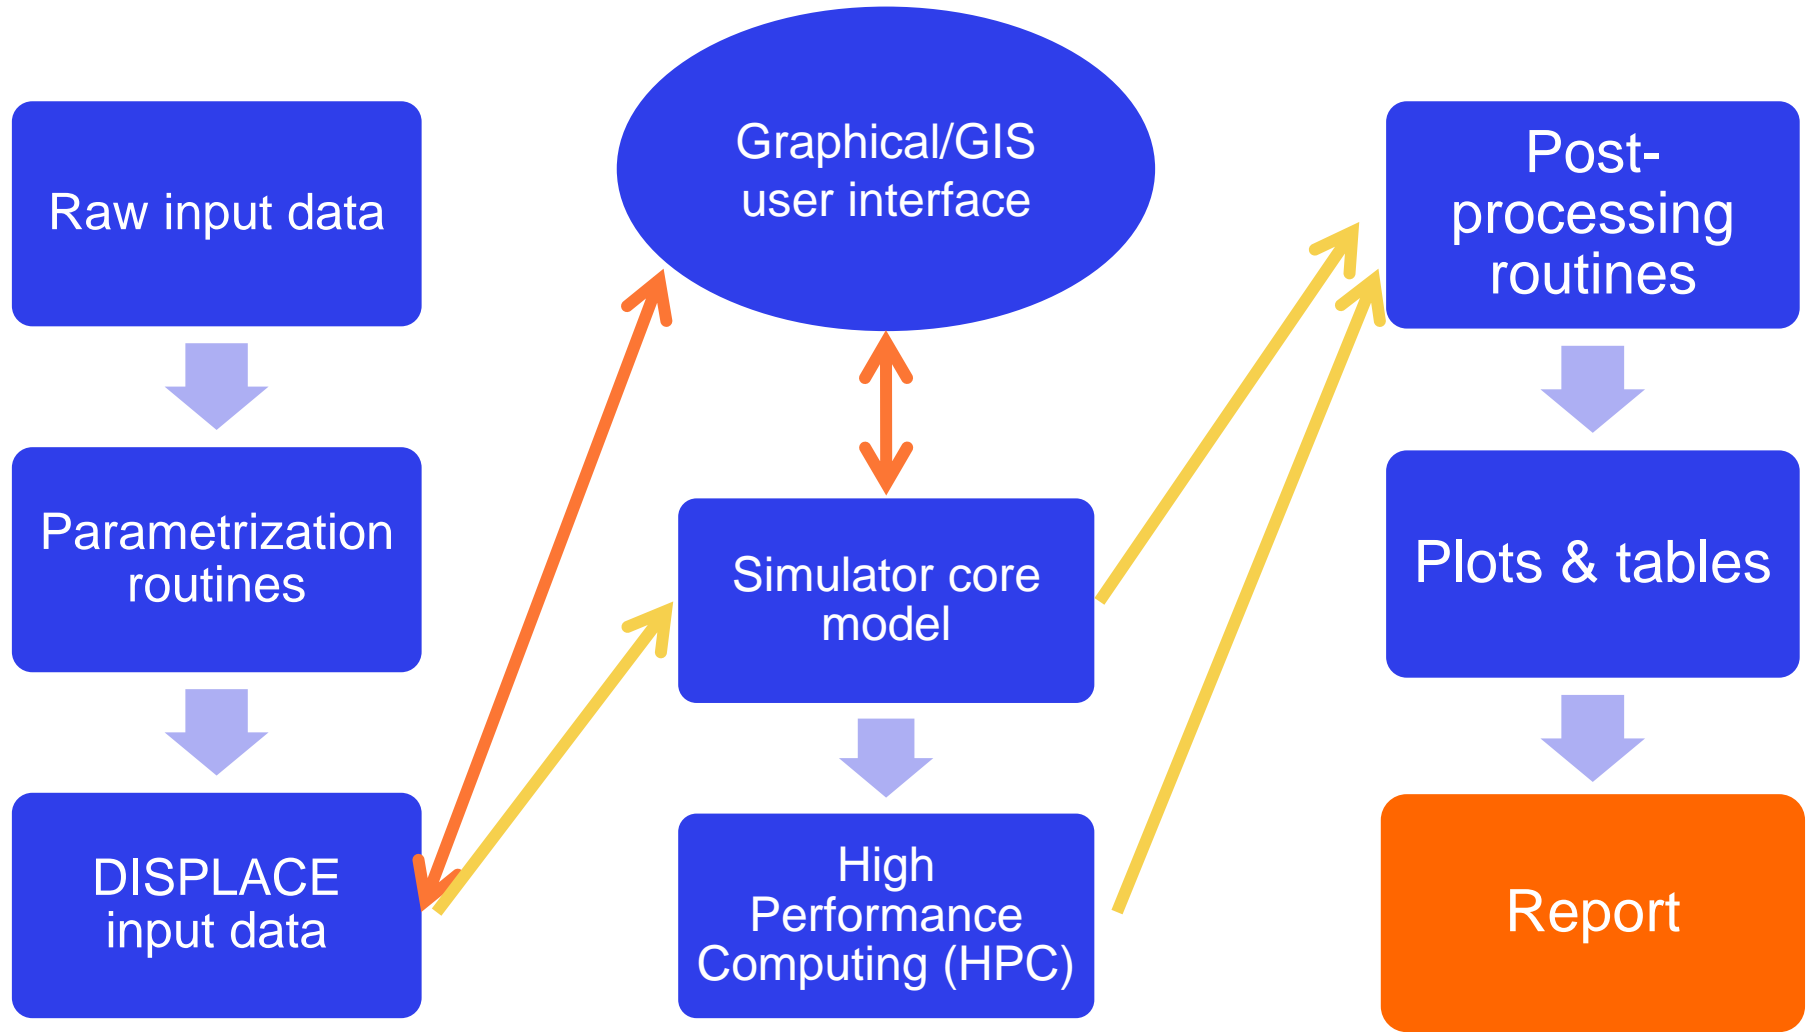 Raw input data
Parametrization
routines
DISPLACE
input data
Graphical/GIS
user interface
Simulator core
model
High
Performance
Computing (HPC)
Post-
processing
routines
Plots & tables
Report